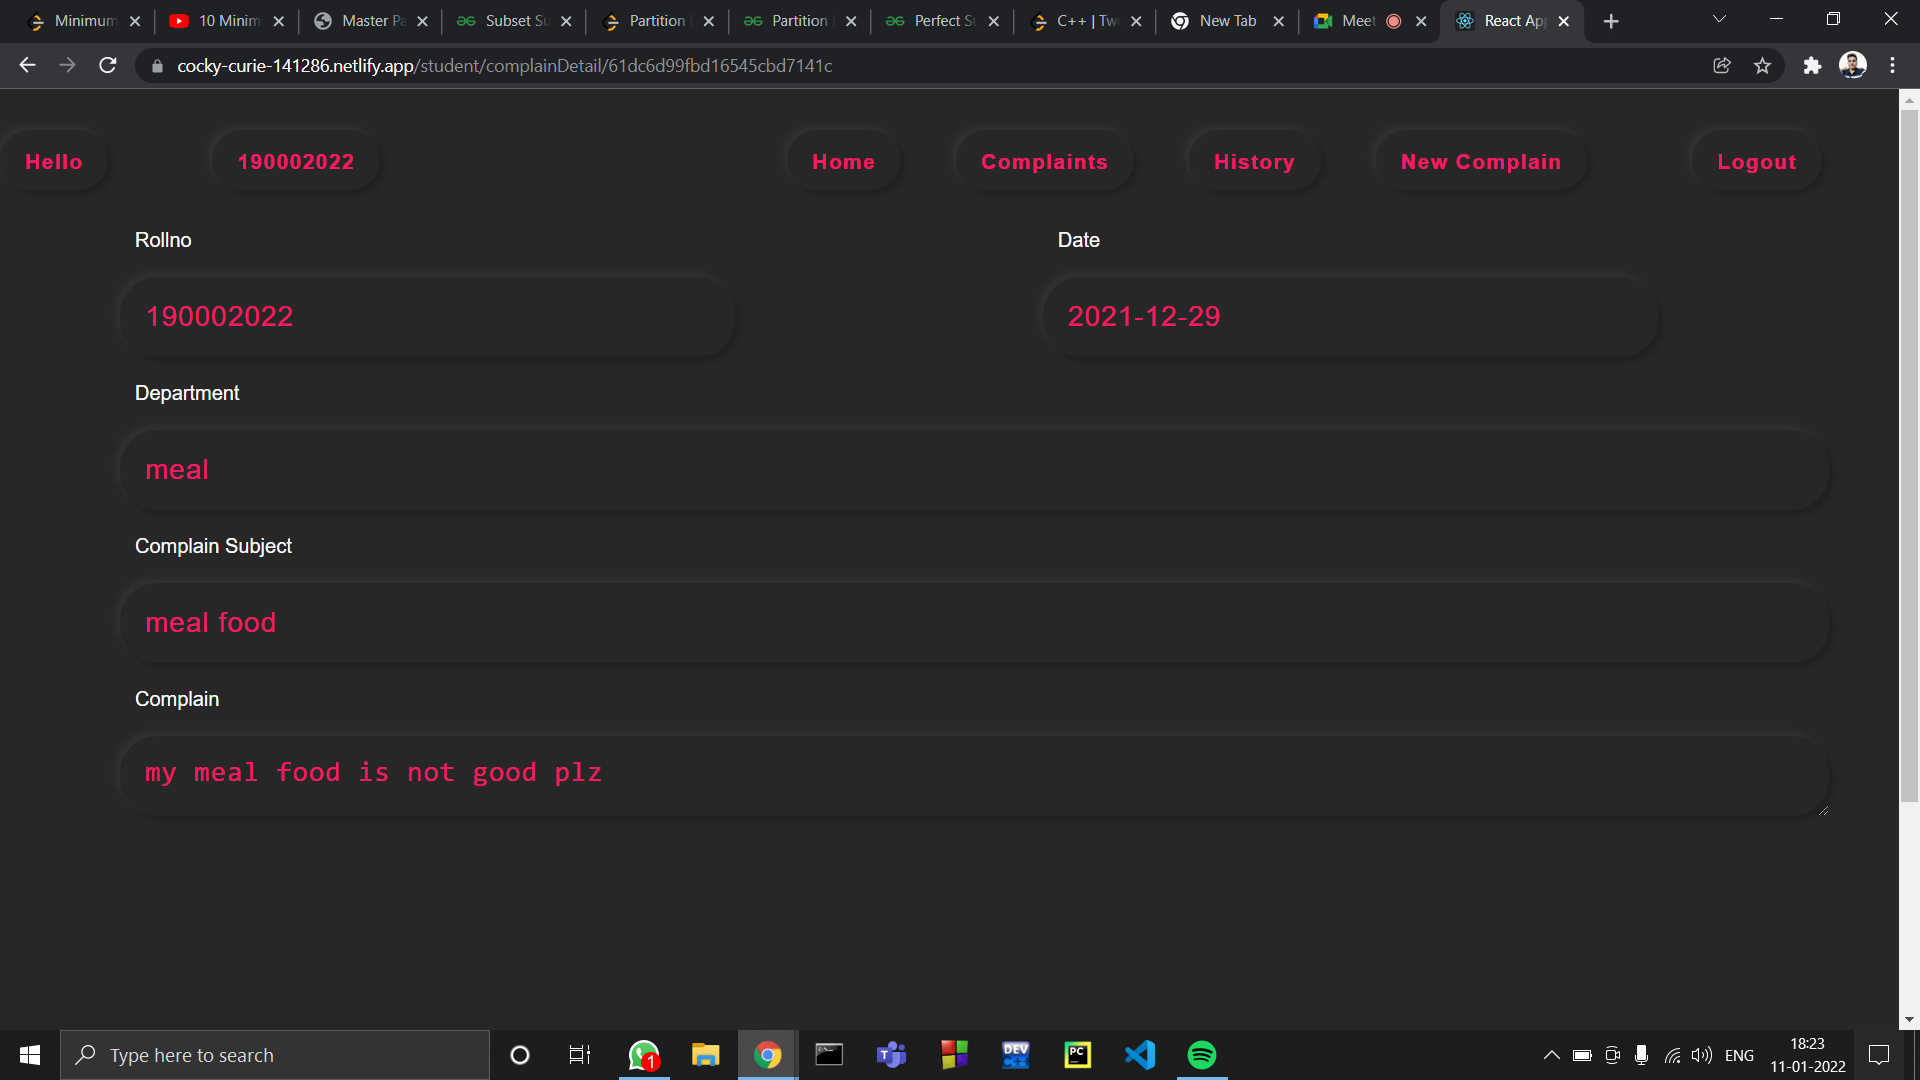 Minimum
10 Minim
Master Pa
Subset Su
Partition
Partition
Perfect Su
C++ | Tw
New Tab
Meet
React Ap
cocky-curie-141286.netlify.app/student/complainDetail/61dc6d99fbd16545cbd7141c
Hello
190002022
Home
Complaints
History
New Complain
Logout
Rollno
Date
190002022
2021-12-29
Department
meal
Complain Subject
meal food
Complain
my meal food is not good plz
Type here to search
1
DEV
C++
PC
ENG
18:23
11-01-2022